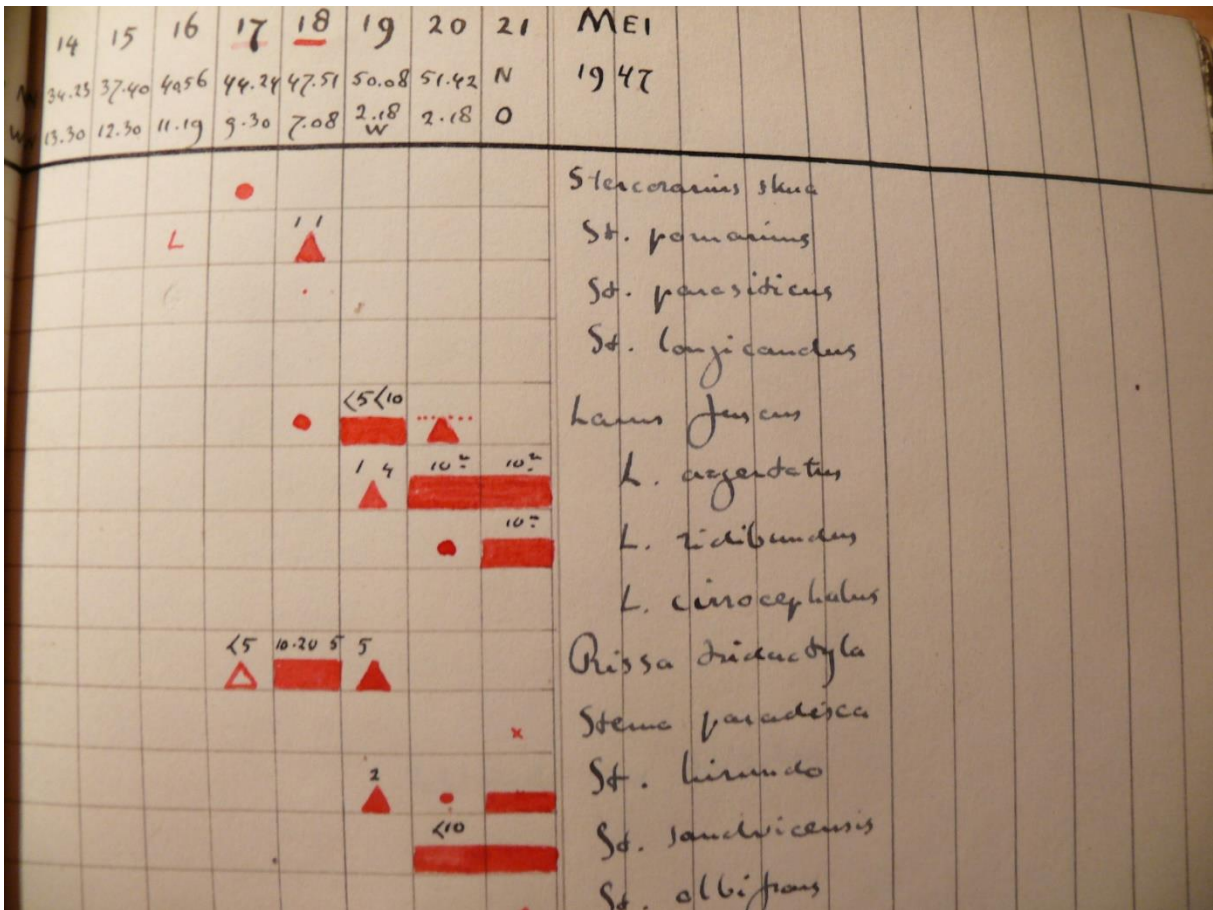 14 15 16 17 18 19 20 21 MEI
N 34.23 37.40 40.56 44.24 47.51 50.08 51.42 N 1947
W 13.30 12.30 11.19 9.30 7.08 2.18 2.18 O
W
Stercorarius skua
L 1 1 St. pomarinus
St. parasiticus
St. longicaudus
<5<10 Larus fuscus
1 4 10 10 L. argentatus
10 L. ridibundus
L. cirrocephalus
<5 10-20 5 5 Rissa tridactyla
x Sterna paradisea
2 St. hirundo
<10 St. sandvicensis
St. albifrons